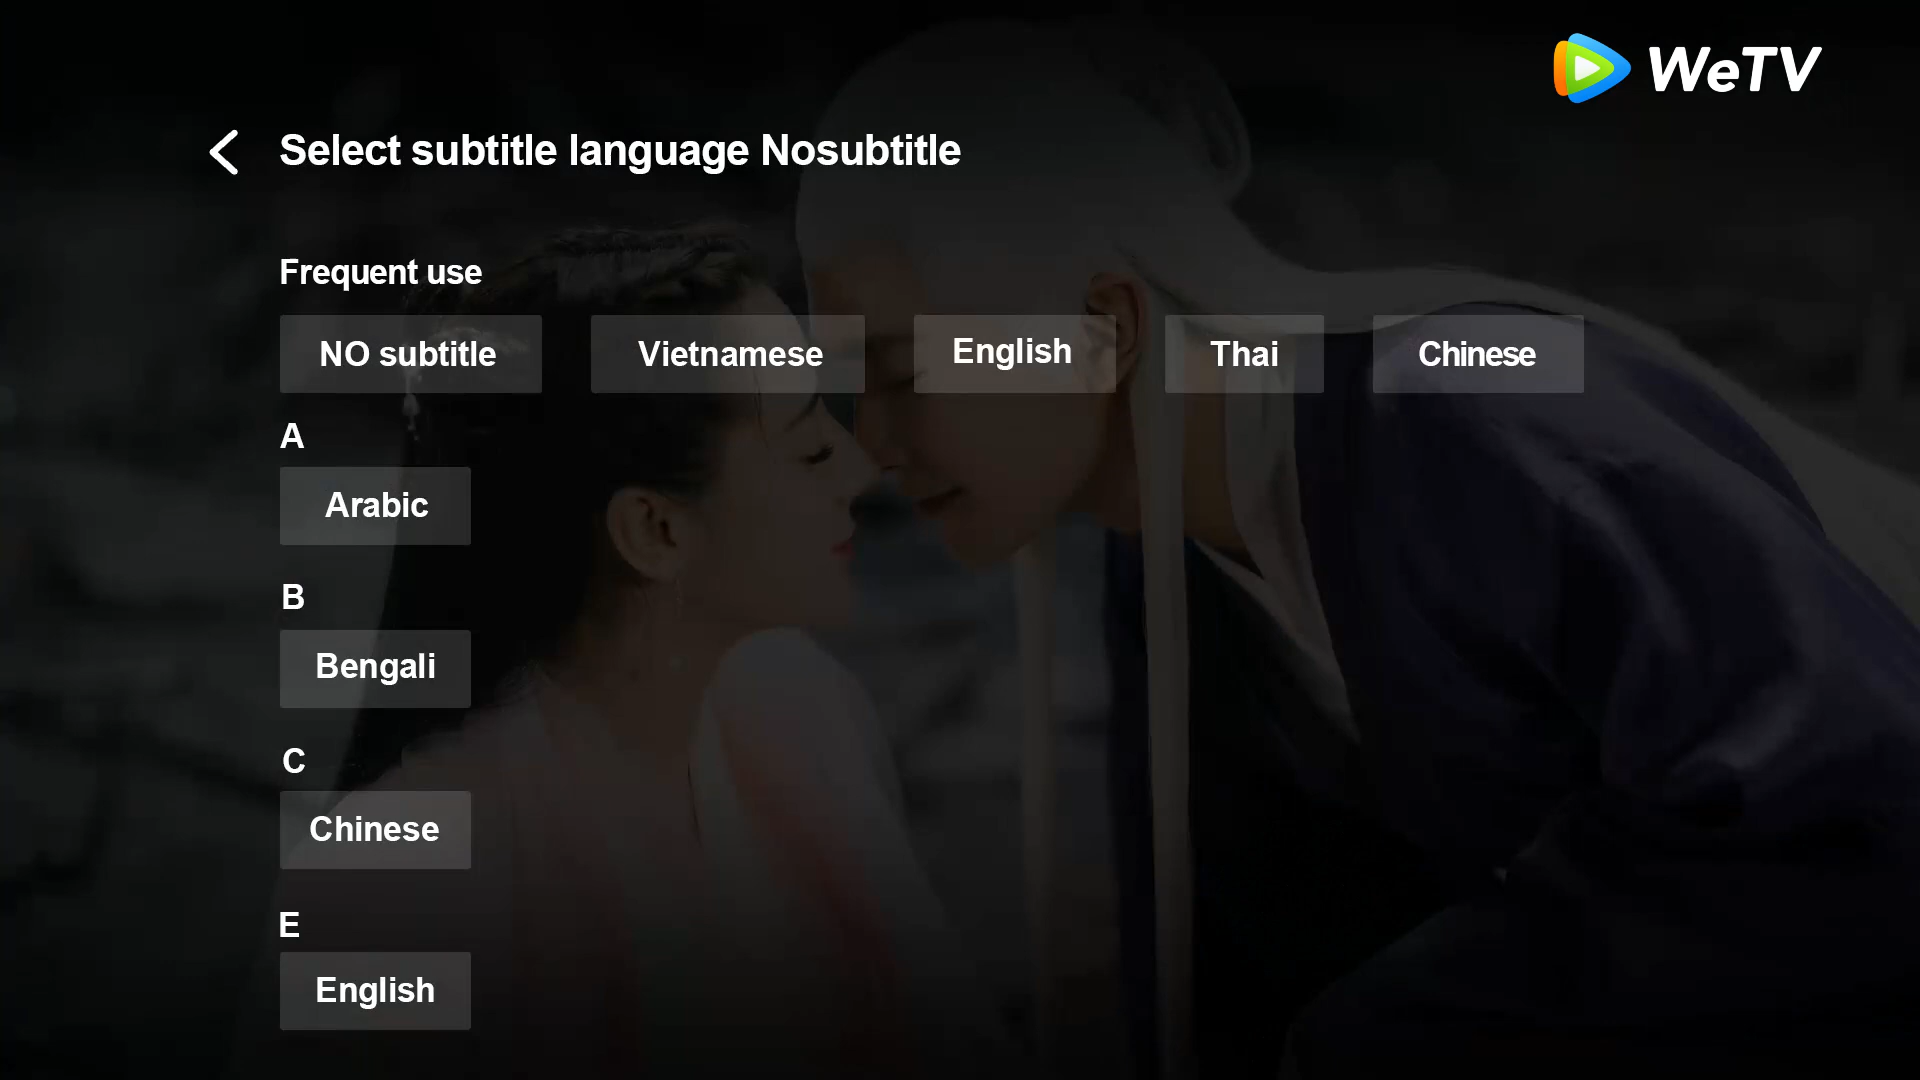 WeTV
Select subtitle language Nosubtitle
Frequent use
NO subtitle
Vietnamese
English
Thai
Chinese
A
Arabic
B
Bengali
C
Chinese
E
English